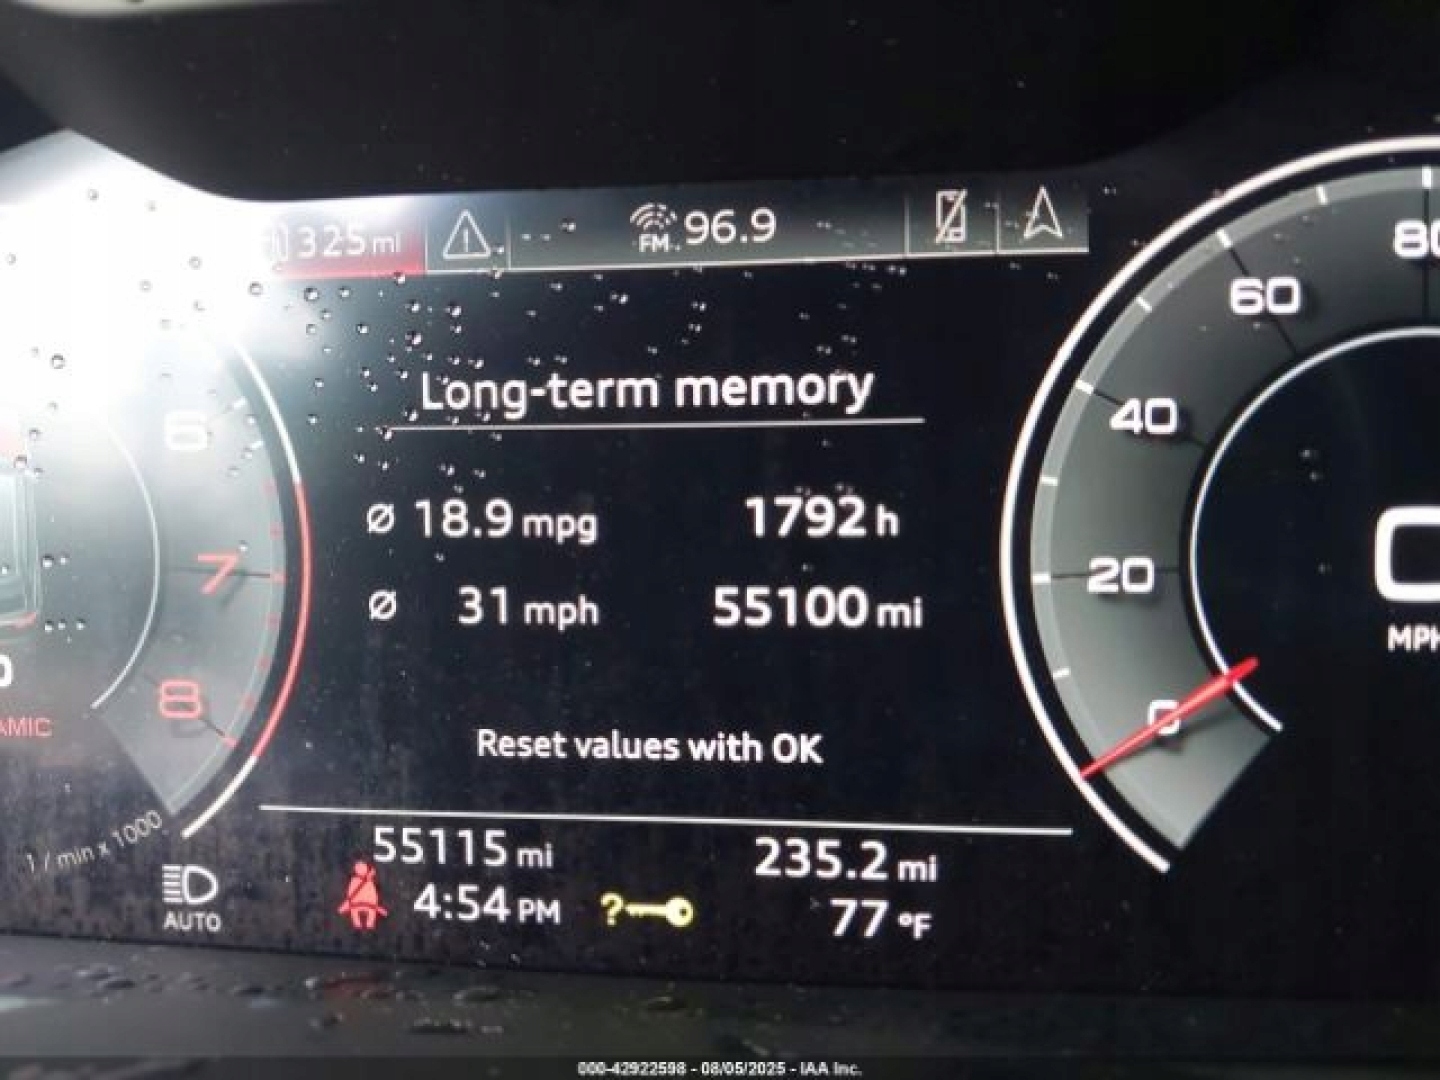 325 mi
FM 96.9
80
60
40
20
0
6
7
8
Long-term memory
Ø 18.9 mpg 1792 h
Ø 31 mph 55100 mi
Reset values with OK
0
MPH
1 / min x 1000
55115 mi 235.2 mi
4:54 PM ? 77 °F
AUTO
000-42922598 - 08/05/2025 - IAA Inc.